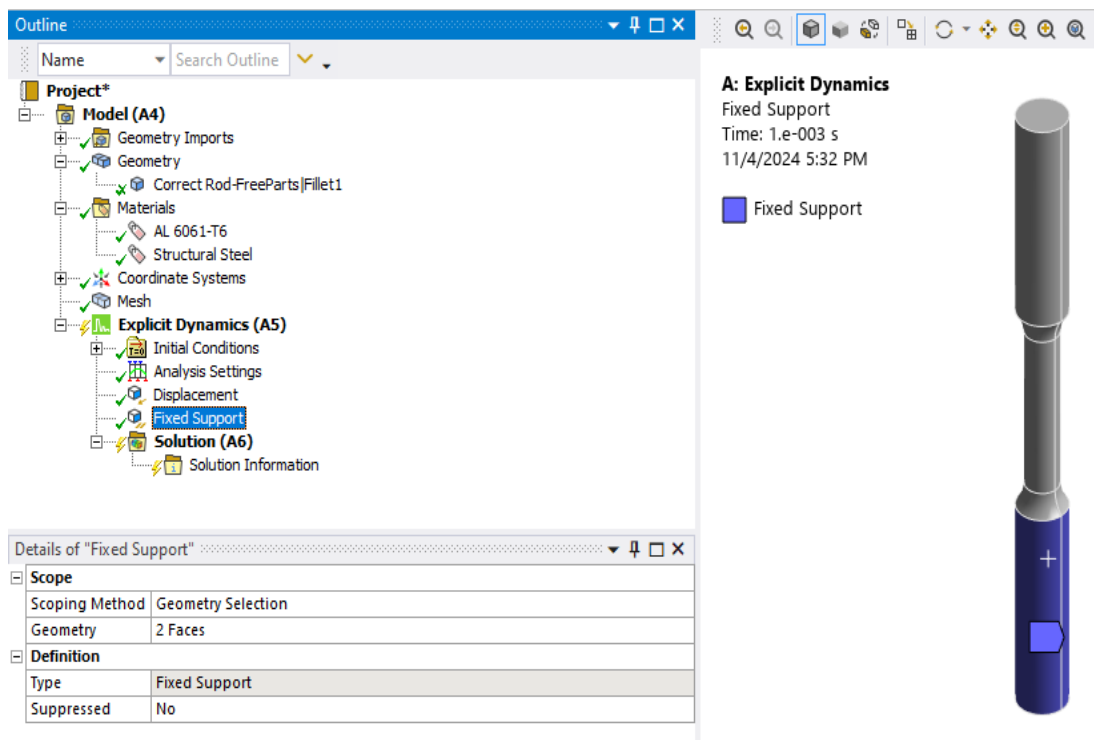 Outline
Name Search Outline
Project*
Model (A4)
Geometry Imports
Geometry
Correct Rod-FreeParts|Fillet1
Materials
AL 6061-T6
Structural Steel
Coordinate Systems
Mesh
Explicit Dynamics (A5)
T=0 Initial Conditions
Analysis Settings
Displacement
Fixed Support
Solution (A6)
i Solution Information
Details of "Fixed Support"
Scope
Scoping Method Geometry Selection
Geometry 2 Faces
Definition
Type Fixed Support
Suppressed No
A: Explicit Dynamics
Fixed Support
Time: 1.e-003 s
11/4/2024 5:32 PM
Fixed Support